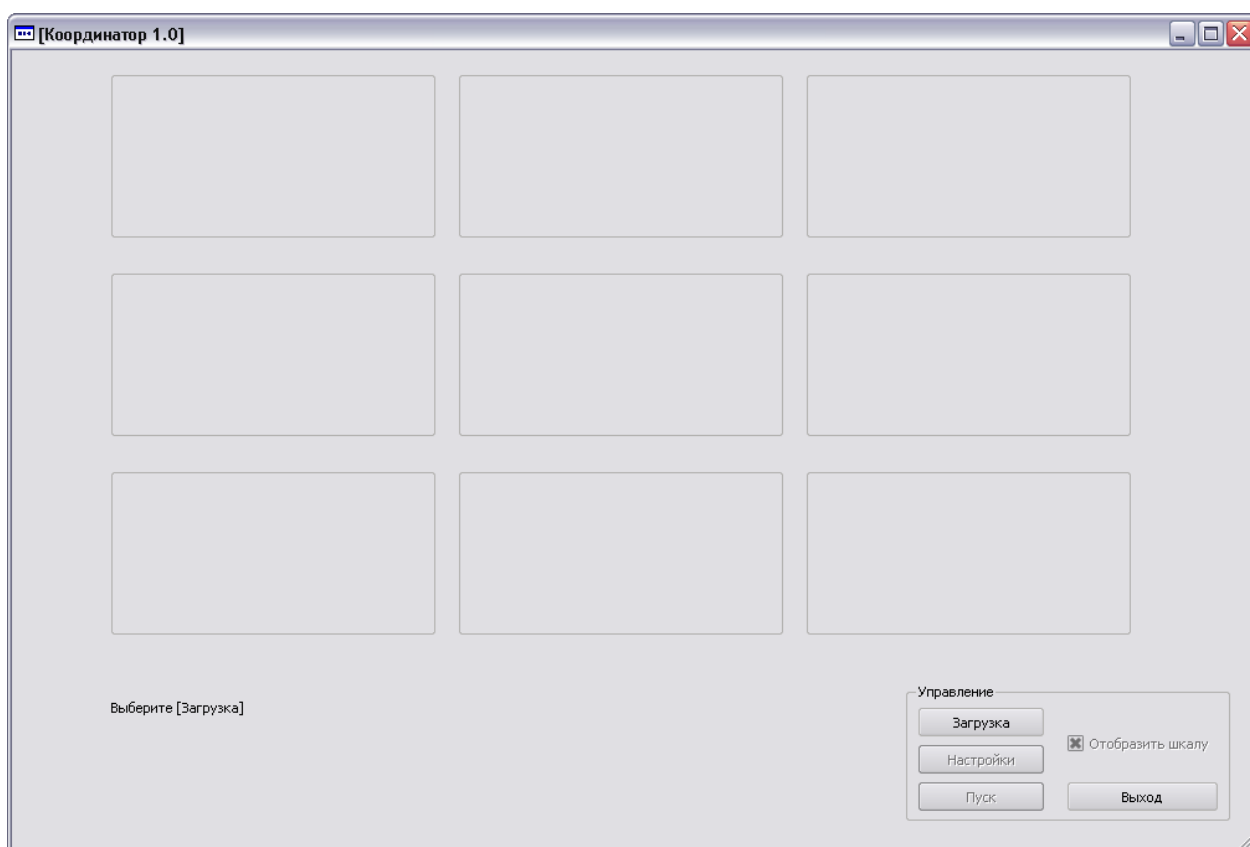 [Координатор 1.0]
Выберите [Загрузка]
Управление
Загрузка
Отобразить шкалу
Настройки
Пуск
Выход